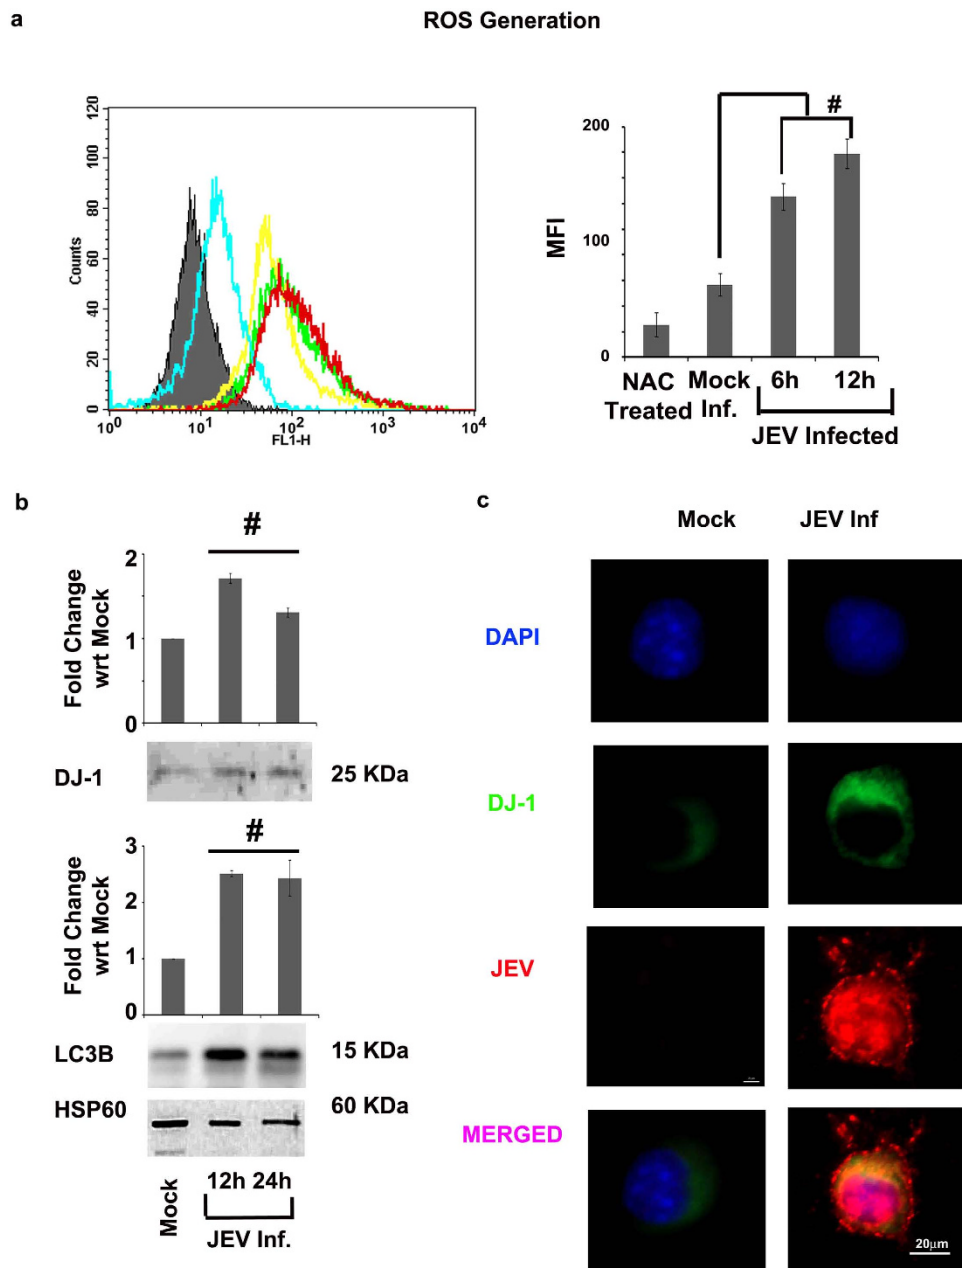 a
ROS Generation
120
100
80
60
40
20
0
Counts
10^0 10^1 10^2 10^3 10^4
FL1-H
200
100
0
MFI
#
NAC Treated
Mock Inf.
6h 12h
JEV Infected
b
#
2
1
0
Fold Change
wrt Mock
DJ-1
25 KDa
#
3
2
1
0
Fold Change
wrt Mock
LC3B
15 KDa
HSP60
60 KDa
Mock
12h 24h
JEV Inf.
c
Mock JEV Inf
DAPI
DJ-1
JEV
MERGED
20µm